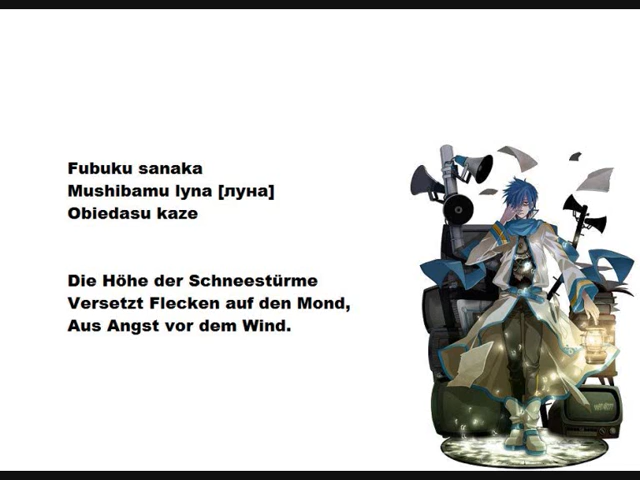 Fubuku sanaka
Mushibamu lyna [луна]
Obiedasu kaze
Die Höhe der Schneestürme
Versetzt Flecken auf den Mond,
Aus Angst vor dem Wind.